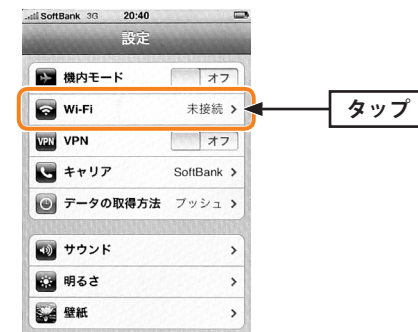 SoftBank 3G 20:40
設定
機内モード オフ
Wi-Fi 未接続
タップ
VPN VPN オフ
キャリア SoftBank
データの取得方法 プッシュ
サウンド
明るさ
壁紙